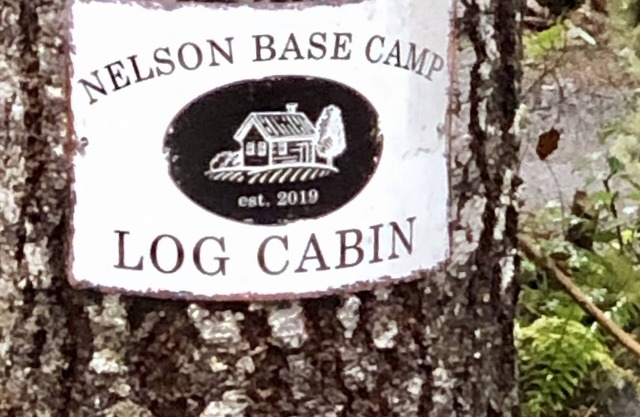 NELSON BASE CAMP
est. 2019
LOG CABIN